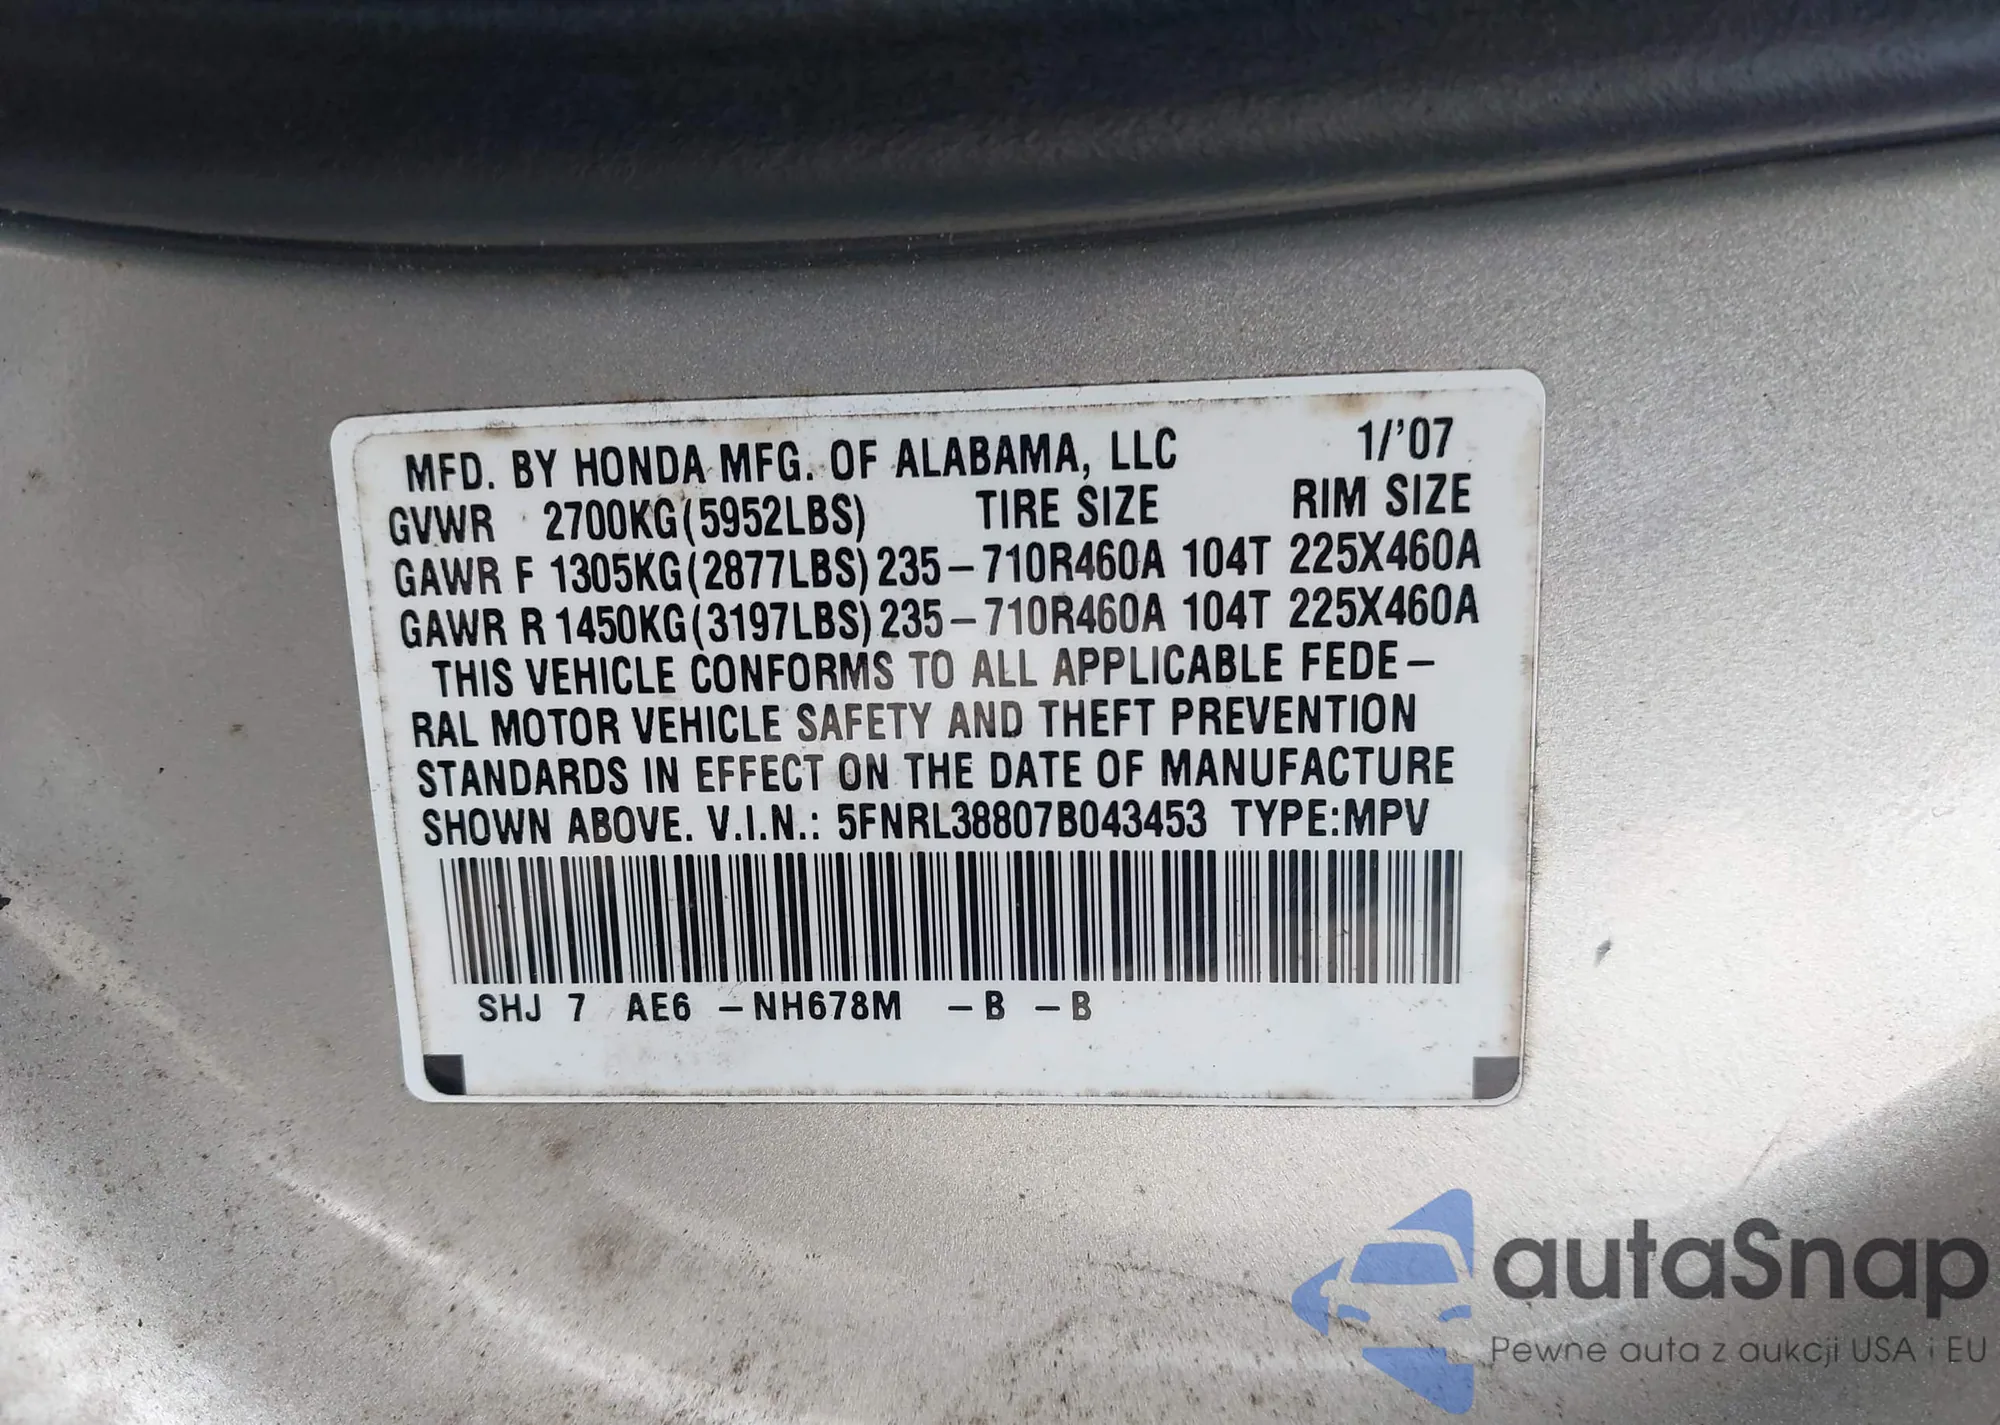 MFD. BY HONDA MFG. OF ALABAMA, LLC 1/'07
GVWR 2700KG(5952LBS) TIRE SIZE RIM SIZE
GAWR F 1305KG(2877LBS) 235-710R460A 104T 225X460A
GAWR R 1450KG(3197LBS) 235-710R460A 104T 225X460A
THIS VEHICLE CONFORMS TO ALL APPLICABLE FEDE-
RAL MOTOR VEHICLE SAFETY AND THEFT PREVENTION
STANDARDS IN EFFECT ON THE DATE OF MANUFACTURE
SHOWN ABOVE. V.I.N.: 5FNRL38807B043453 TYPE:MPV
SHJ 7 AE6 -NH678M -B -B
autaSnap
Pewne auta z aukcji USA i EU